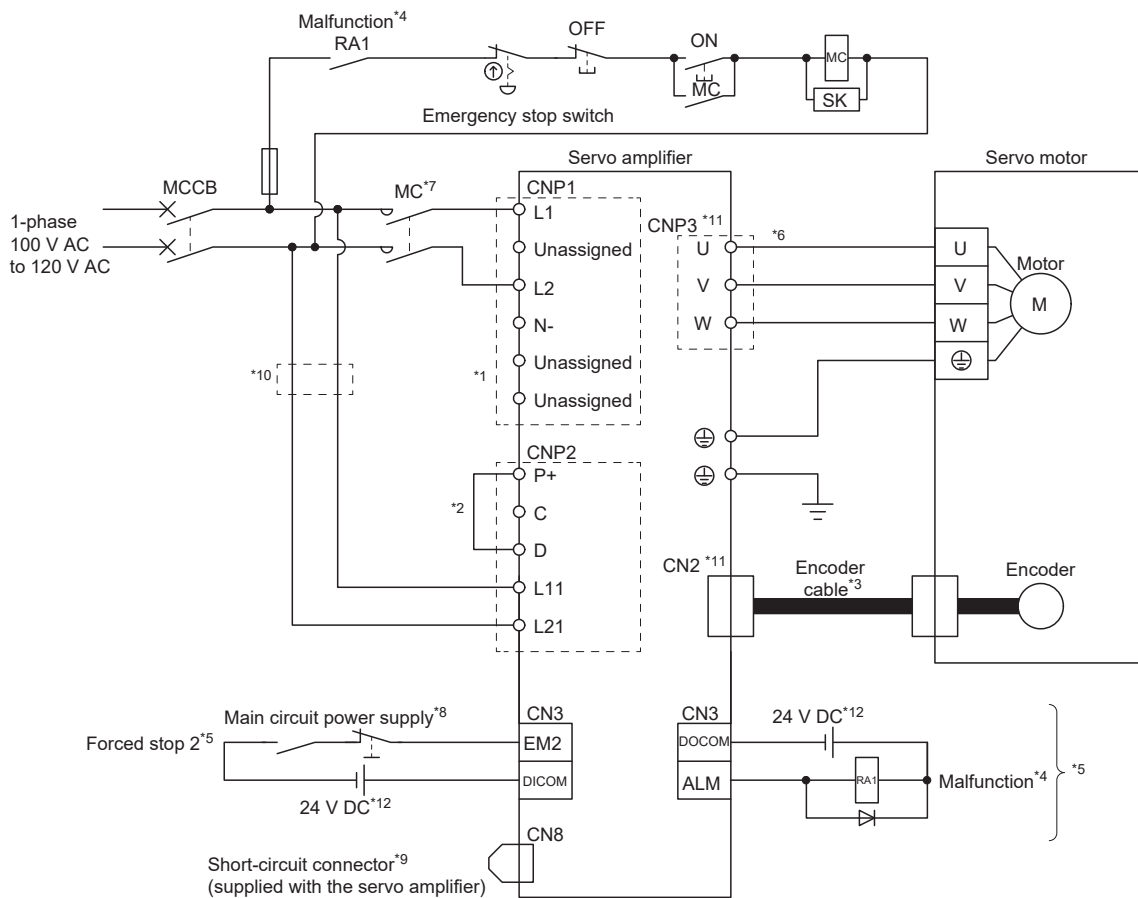 Malfunction*4
RA1
OFF
ON
MC
MC
SK
Emergency stop switch
Servo amplifier
Servo motor
MCCB
MC*7
CNP1
1-phase
100 V AC
to 120 V AC
L1
Unassigned
L2
N-
Unassigned
Unassigned
*1
*10
CNP3 *11
U
V
W
*6
U
V
W
Motor
M
CNP2
P+
C
D
L11
L21
*2
CN2 *11
Encoder
cable*3
Encoder
Main circuit power supply*8
Forced stop 2*5
24 V DC*12
CN3
EM2
DICOM
CN3
DOCOM
ALM
24 V DC*12
RA1
Malfunction*4
*5
CN8
Short-circuit connector*9
(supplied with the servo amplifier)